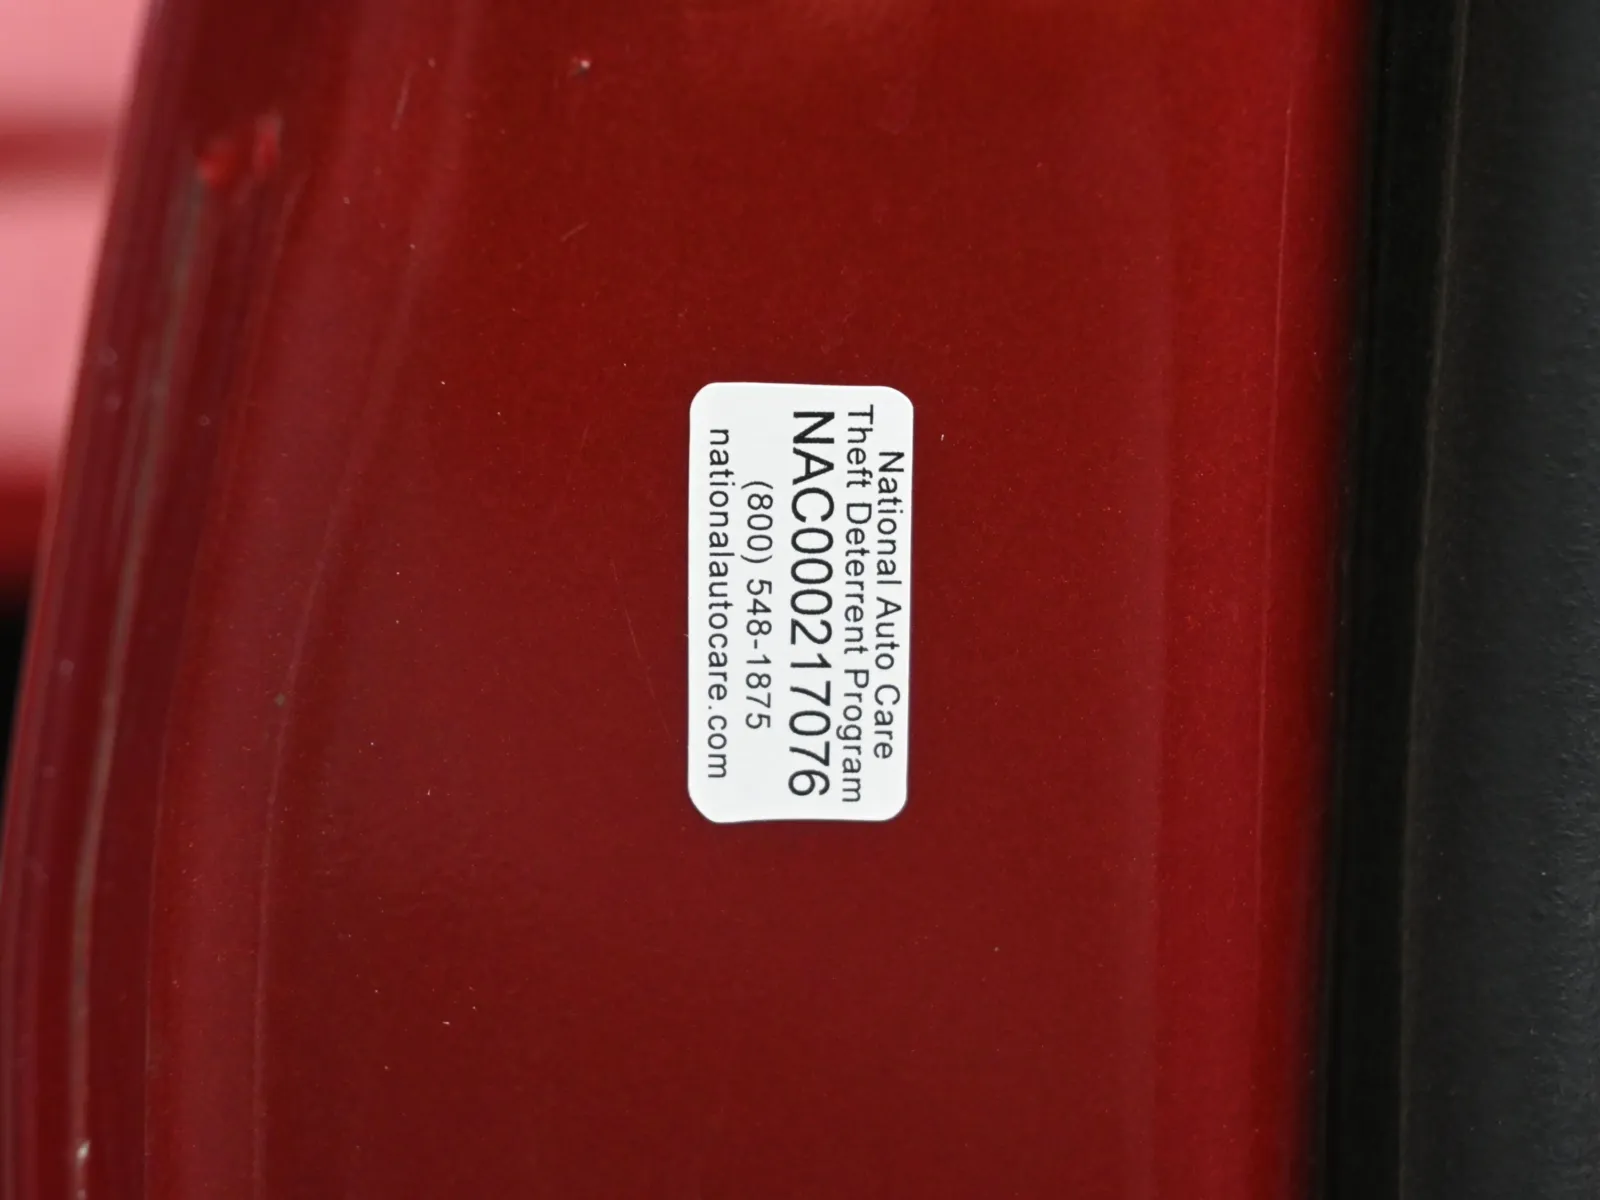 National Auto Care
Theft Deterrent Program
NAC000217076
(800) 548-1875
nationalautocare.com